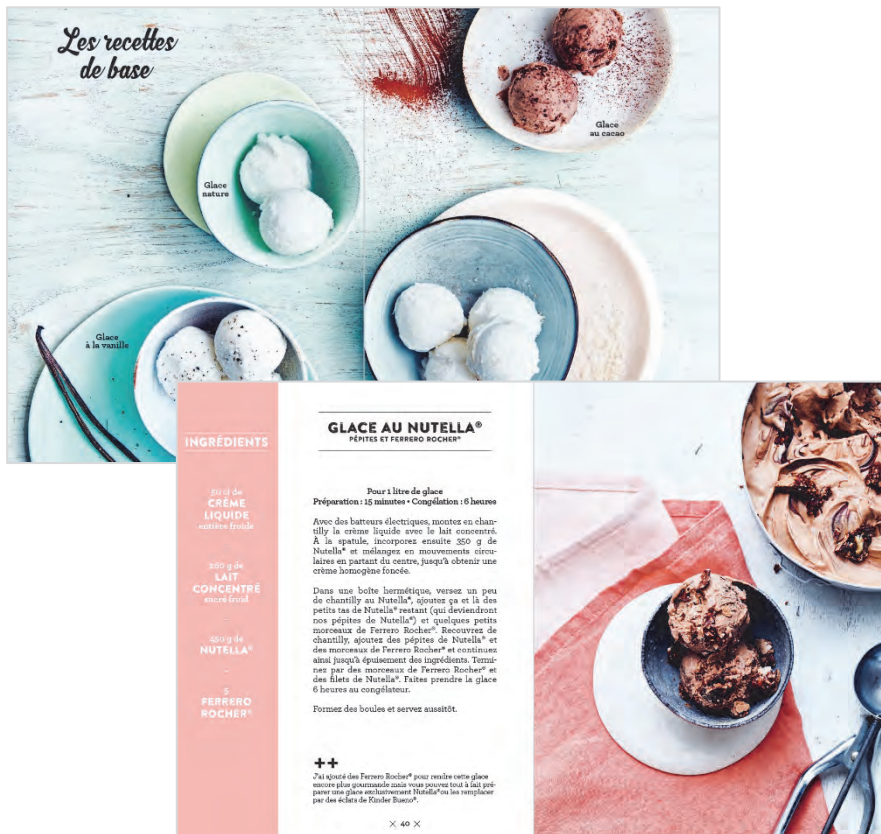 Les recettes
de base
Glace
au cacao
Glace
nature
Glace
à la vanille
INGRÉDIENTS
50 cl de
CRÈME
LIQUIDE
entière froide
LAIT
CONCENTRÉ
sucré froid
450 g de
NUTELLA®
5
FERRERO
ROCHER®
GLACE AU NUTELLA®
PÉPITES ET FERRERO ROCHER®
Pour 1 litre de glace
Préparation : 15 minutes • Congélation : 6 heures
Avec des batteurs électriques, montez en chan-
tilly la crème liquide avec le lait concentré.
À la spatule, incorporez ensuite 350 g de
Nutella® et mélangez en mouvements circu-
laires en partant du centre, jusqu'à obtenir une
crème homogène foncée.
Dans une boîte hermétique, versez un peu
de chantilly au Nutella®, ajoutez ça et là des
petits tas de Nutella® restant (qui deviendront
nos pépites de Nutella®) et quelques petits
morceaux de Ferrero Rocher®. Recouvrez de
chantilly, ajoutez des pépites de Nutella® et
des morceaux de Ferrero Rocher® et continuez
ainsi jusqu'à épuisement des ingrédients. Termi-
nez par des morceaux de Ferrero Rocher® et
des filets de Nutella®. Faites prendre la glace
6 heures au congélateur.
Formez des boules et servez aussitôt.
++
J'ai ajouté des Ferrero Rocher® pour rendre cette glace
encore plus gourmande mais vous pouvez tout à fait pré-
parer une glace exclusivement Nutella® ou les remplacer
par des éclats de Kinder Bueno®.
× 40 ×